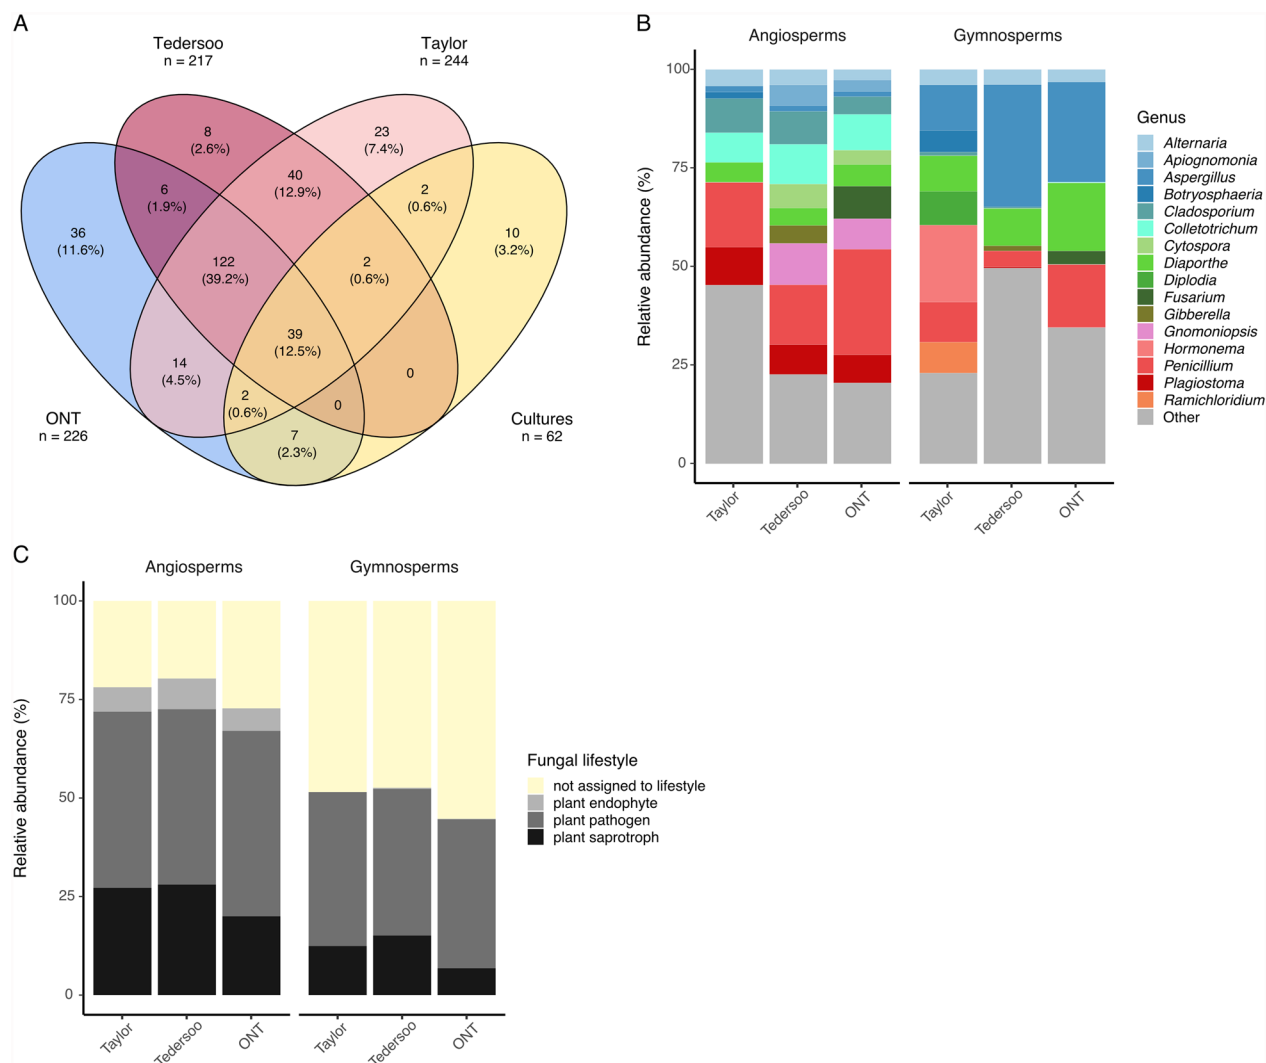 A
Tedersoo
n = 217
Taylor
n = 244
8
(2.6%)
23
(7.4%)
6
(1.9%)
40
(12.9%)
2
(0.6%)
36
(11.6%)
10
(3.2%)
122
(39.2%)
2
(0.6%)
39
(12.5%)
14
(4.5%)
0
2
(0.6%)
0
7
(2.3%)
ONT
n = 226
Cultures
n = 62
B
Angiosperms
Gymnosperms
Relative abundance (%)
100
75
50
25
0
Taylor
Tedersoo
ONT
Taylor
Tedersoo
ONT
Genus
Alternaria
Apiognomonia
Aspergillus
Botryosphaeria
Cladosporium
Colletotrichum
Cytospora
Diaporthe
Diplodia
Fusarium
Gibberella
Gnomoniopsis
Hormonema
Penicillium
Plagiostoma
Ramichloridium
Other
C
Angiosperms
Gymnosperms
Relative abundance (%)
100
75
50
25
0
Taylor
Tedersoo
ONT
Taylor
Tedersoo
ONT
Fungal lifestyle
not assigned to lifestyle
plant endophyte
plant pathogen
plant saprotroph